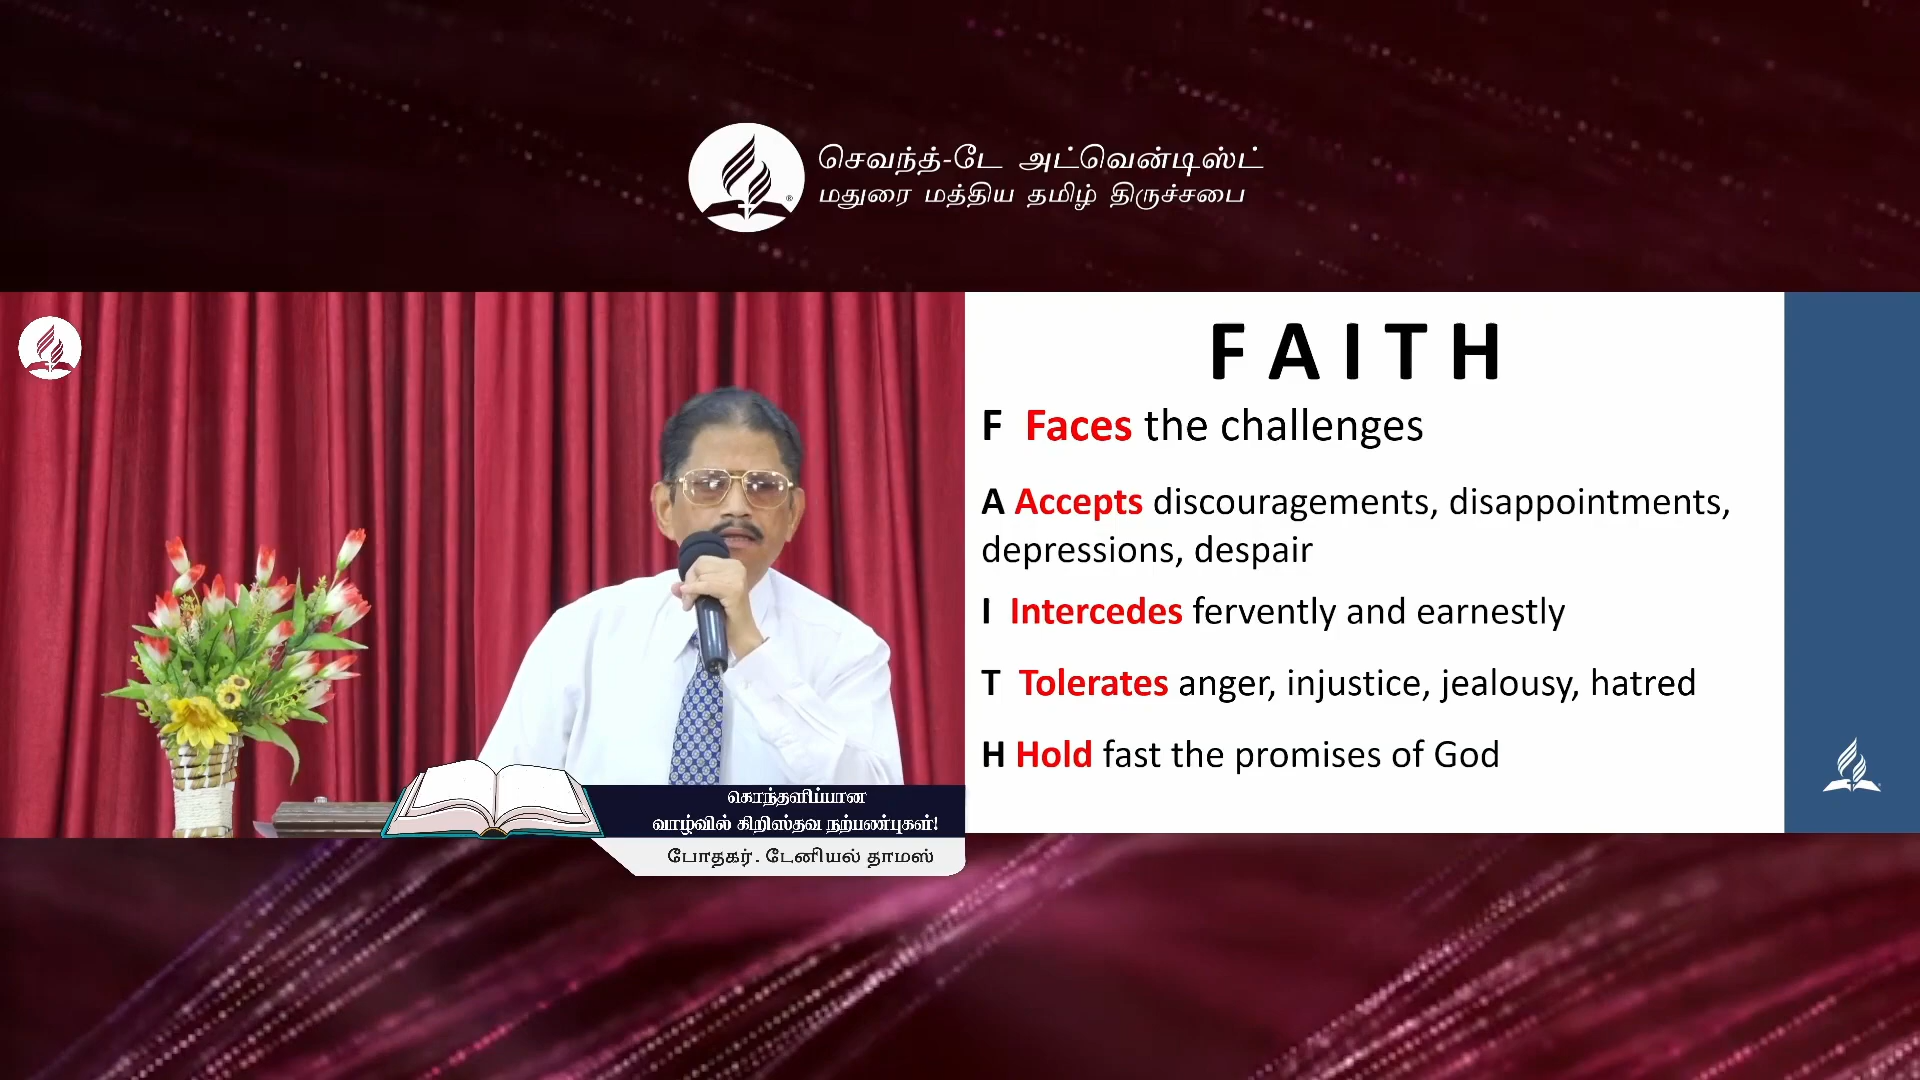 செவந்த்-டே அட்வென்டிஸ்ட்
மதுரை மத்திய தமிழ் திருச்சபை
F A I T H
F Faces the challenges
A Accepts discouragements, disappointments,
depressions, despair
I Intercedes fervently and earnestly
T Tolerates anger, injustice, jealousy, hatred
H Hold fast the promises of God
கொந்தளிப்பான
வாழ்வில் கிறிஸ்தவ நற்பண்புகள்!
போதகர். டேனியல் தாமஸ்